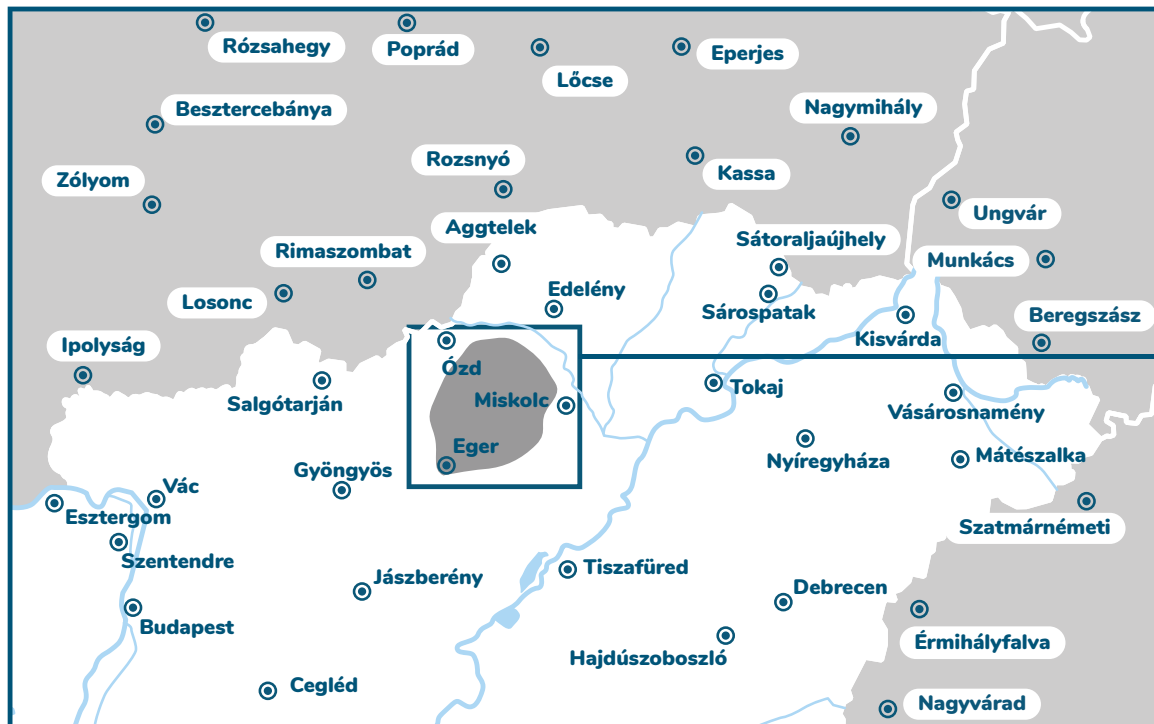 Rózsahegy
Poprád
Lőcse
Eperjes
Besztercebánya
Nagymihály
Rozsnyó
Kassa
Zólyom
Ungvár
Aggtelek
Sátoraljaújhely
Rimaszombat
Munkács
Edelény
Losonc
Sárospatak
Beregszász
Kisvárda
Ipolyság
Ózd
Tokaj
Salgótarján
Miskolc
Vásárosnamény
Eger
Nyíregyháza
Mátészalka
Gyöngyös
Vác
Esztergom
Szatmárnémeti
Szentendre
Tiszafüred
Jászberény
Debrecen
Budapest
Érmihályfalva
Hajdúszoboszló
Cegléd
Nagyvárad